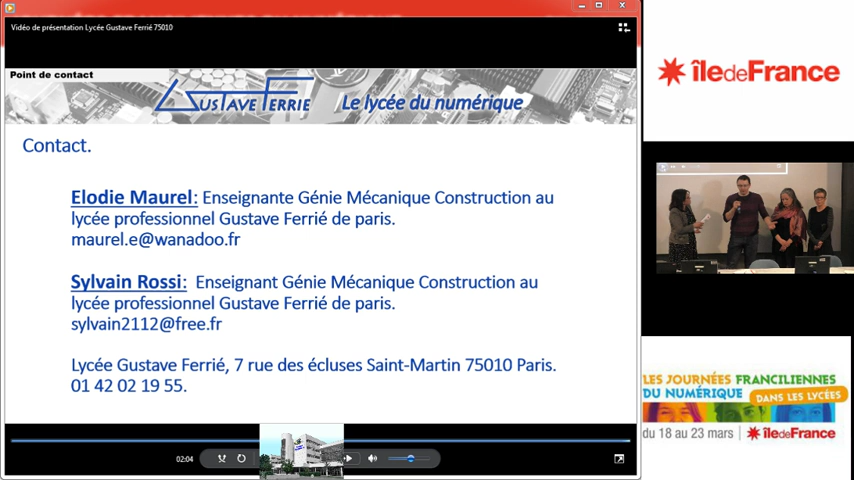 Vidéo de présentation Lycée Gustave Ferrié 75010
Point de contact
GUSTAVE FERRIE
Le lycée du numérique
Contact.
Elodie Maurel: Enseignante Génie Mécanique Construction au
lycée professionnel Gustave Ferrié de paris.
maurel.e@wanadoo.fr
Sylvain Rossi: Enseignant Génie Mécanique Construction au
lycée professionnel Gustave Ferrié de paris.
sylvain2112@free.fr
Lycée Gustave Ferrié, 7 rue des écluses Saint-Martin 75010 Paris.
01 42 02 19 55.
02:04
îledeFrance
LES JOURNÉES FRANCILIENNES
DU NUMÉRIQUE DANS LES LYCÉES
du 18 au 23 mars | îledeFrance